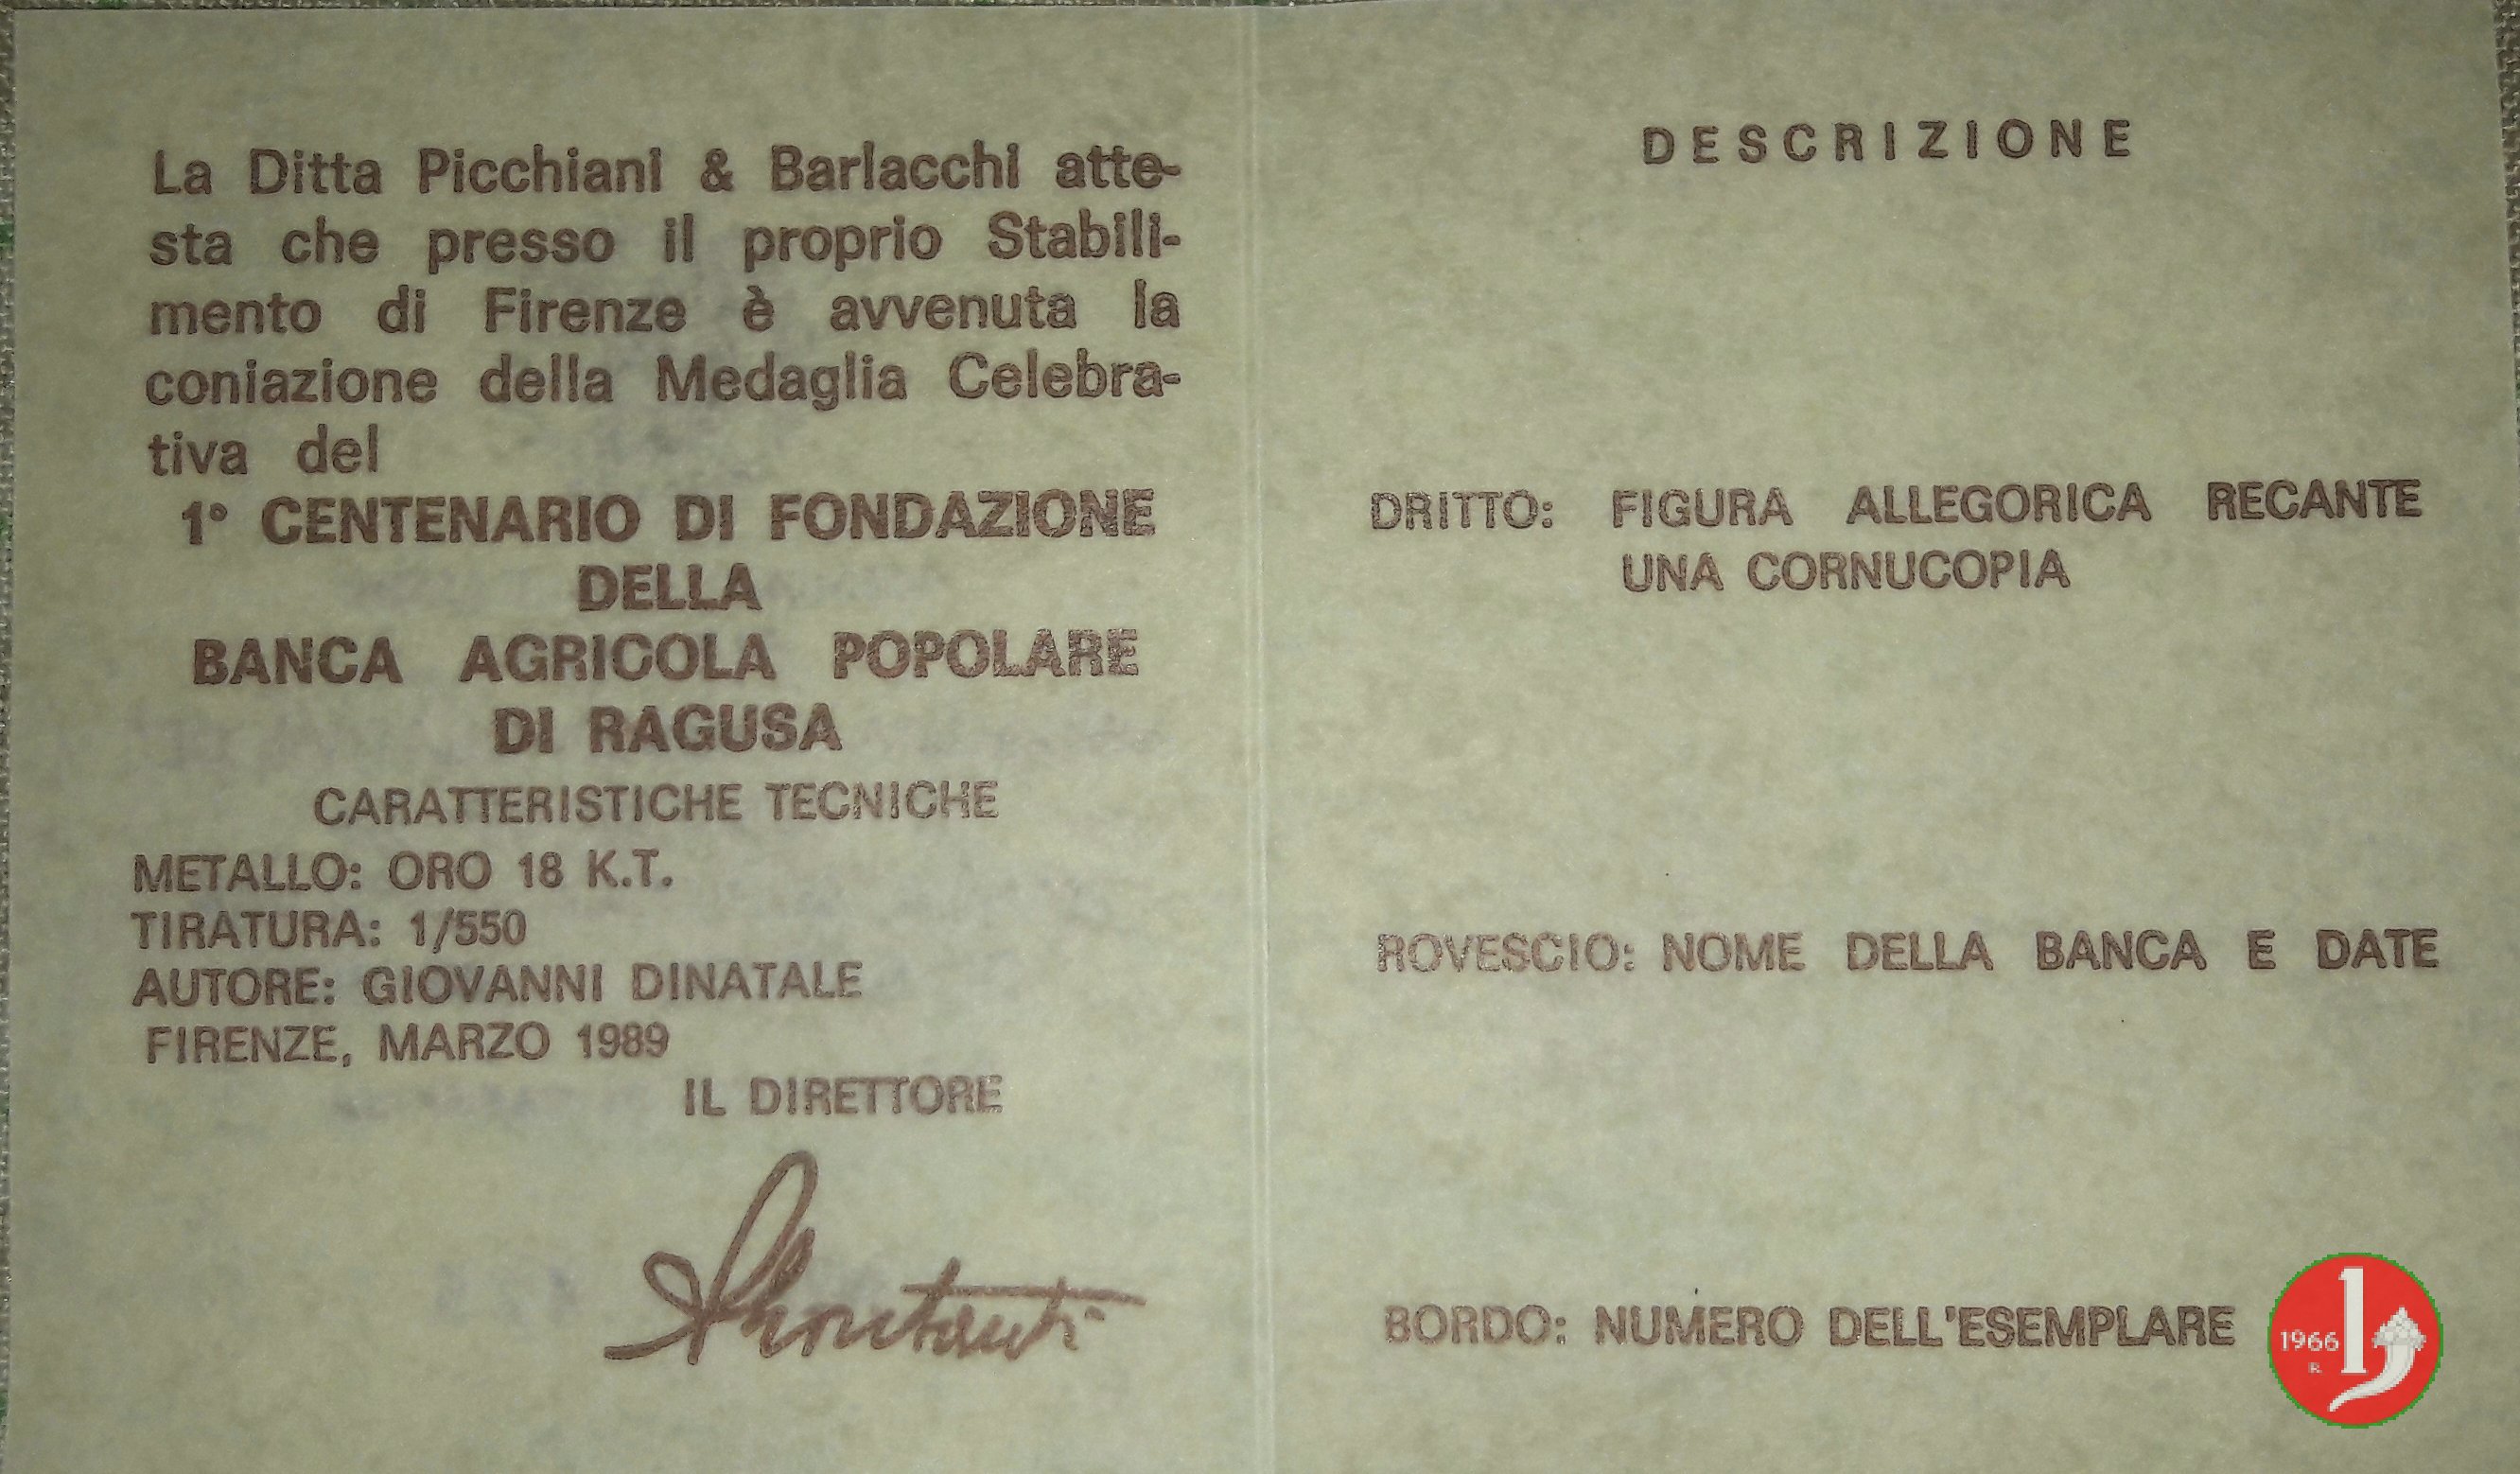 La Ditta Picchiani & Barlacchi atte-
sta che presso il proprio Stabili-
mento di Firenze è avvenuta la
coniazione della Medaglia Celebra-
tiva del
1° CENTENARIO DI FONDAZIONE
DELLA
BANCA AGRICOLA POPOLARE
DI RAGUSA
CARATTERISTICHE TECNICHE
METALLO: ORO 18 K.T.
TIRATURA: 1/550
AUTORE: GIOVANNI DINATALE
FIRENZE, MARZO 1989
IL DIRETTORE
DESCRIZIONE
DRITTO: FIGURA ALLEGORICA RECANTE
UNA CORNUCOPIA
ROVESCIO: NOME DELLA BANCA E DATE
BORDO: NUMERO DELL'ESEMPLARE
1966
R